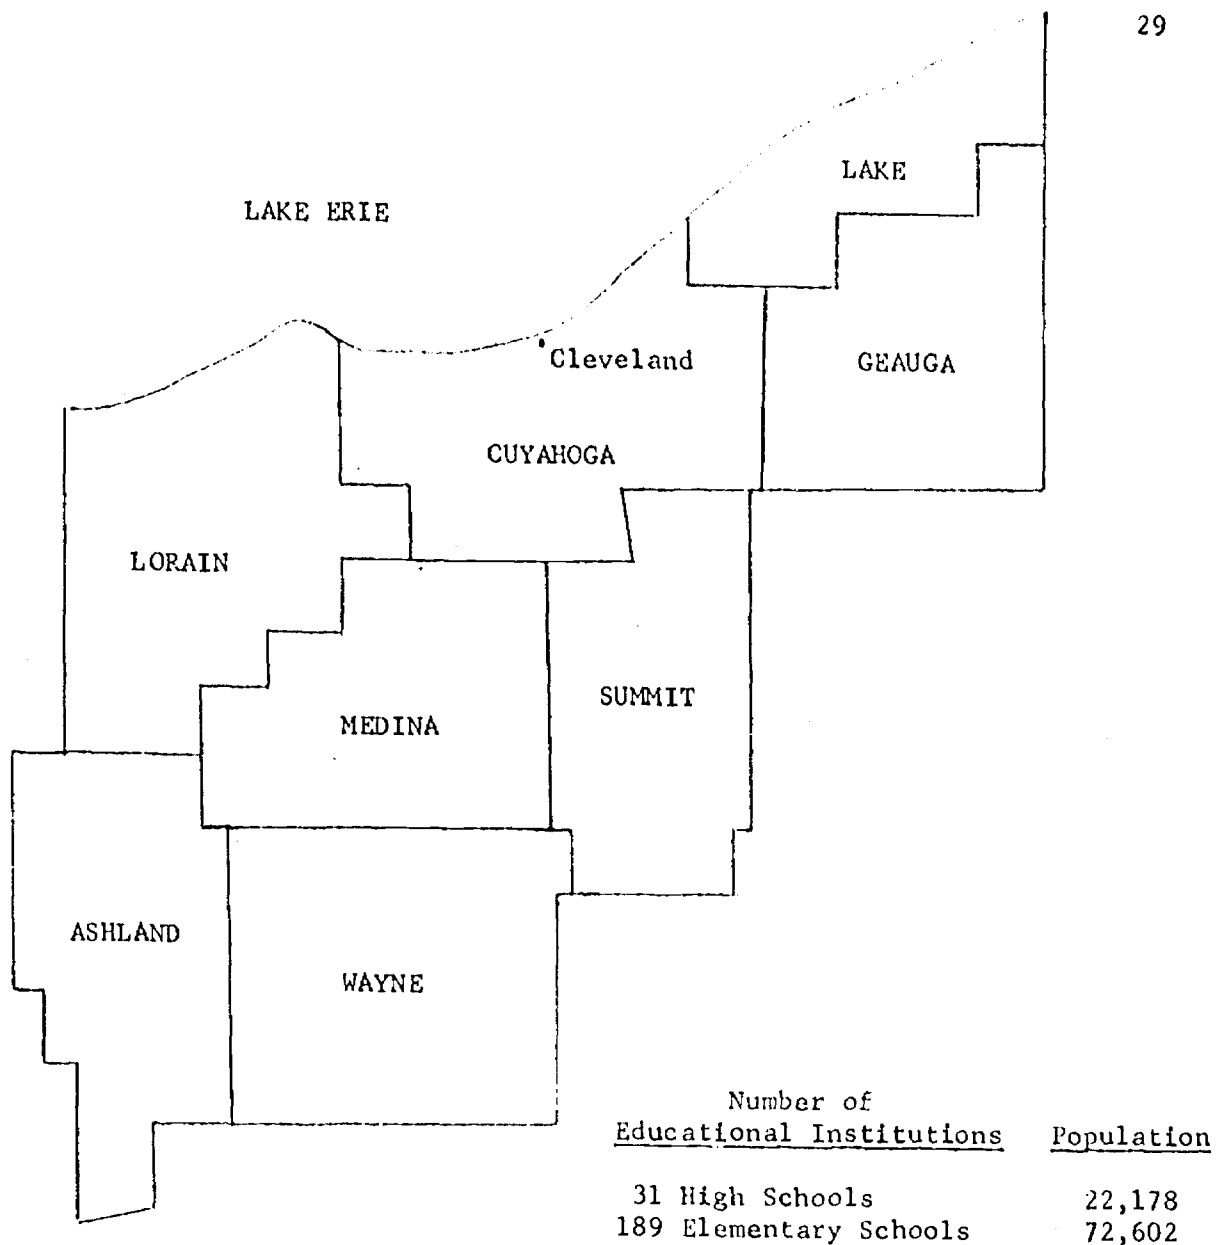 29
LAKE
LAKE ERIE
Cleveland
GEAUGA
CUYAHOGA
LORAIN
SUMMIT
MEDINA
ASHLAND
WAYNE
Number of
Educational Institutions Population
31 High Schools 22,178
189 Elementary Schools 72,602